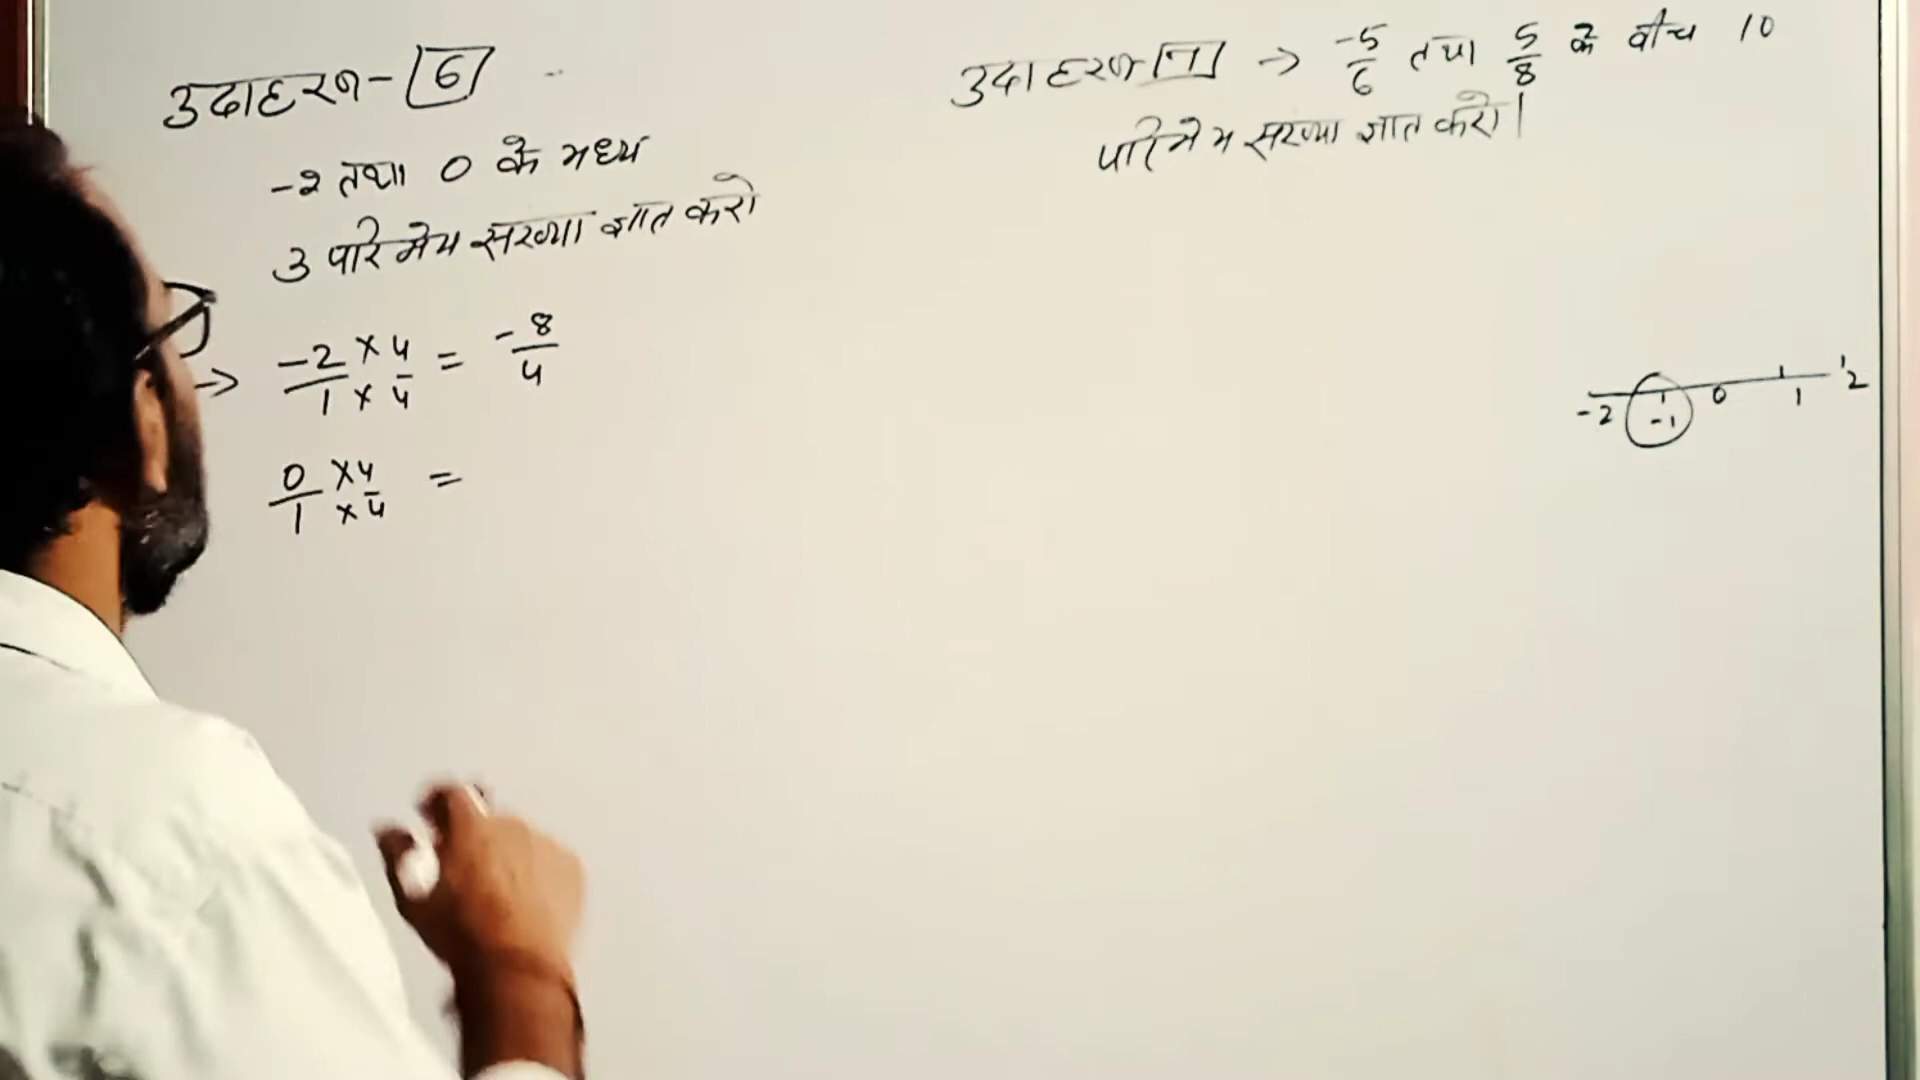 उदाहरण-6
-2 तथा 0 के मध्य
3 परिमेय संख्या ज्ञात करो
→ -2/1 × 4/4 = -8/4
0/1 × 4/4 =
उदाहरण 7 → -5/6 तथा 5/8 के बीच 10
परिमेय संख्या ज्ञात करो।
-2 -1 0 1 2